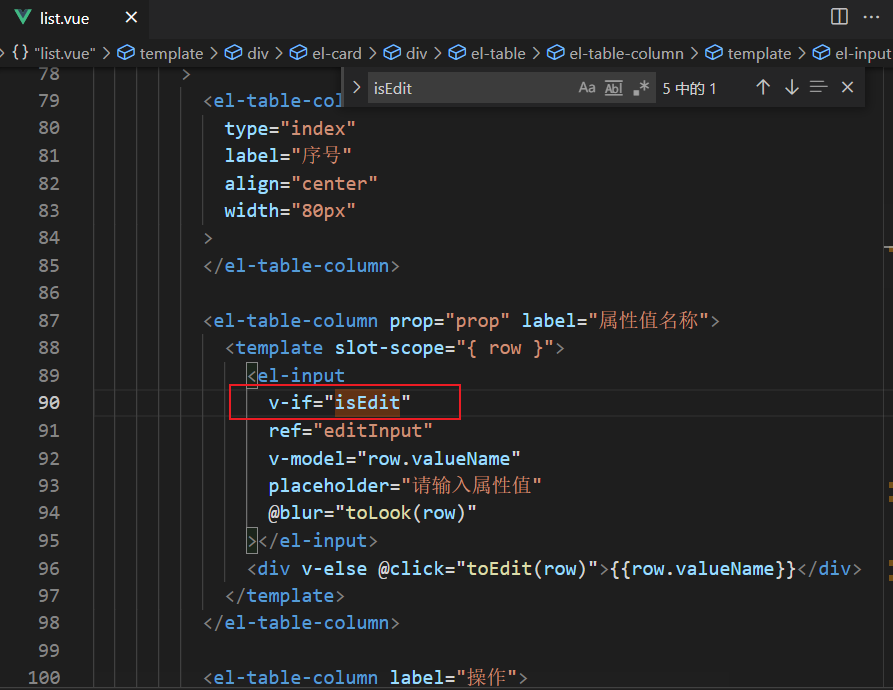 list.vue
{} "list.vue" > template > div > el-card > div > el-table > el-table-column > template > el-input
isEdit Aa Abl .* 5 中的 1
78 >
79 <el-table-col
80 type="index"
81 label="序号"
82 align="center"
83 width="80px"
84 >
85 </el-table-column>
86
87 <el-table-column prop="prop" label="属性值名称">
88 <template slot-scope="{ row }">
89 <el-input
90 v-if="isEdit"
91 ref="editInput"
92 v-model="row.valueName"
93 placeholder="请输入属性值"
94 @blur="toLook(row)"
95 ></el-input>
96 <div v-else @click="toEdit(row)">{{row.valueName}}</div>
97 </template>
98 </el-table-column>
99
100 <el-table-column label="操作">